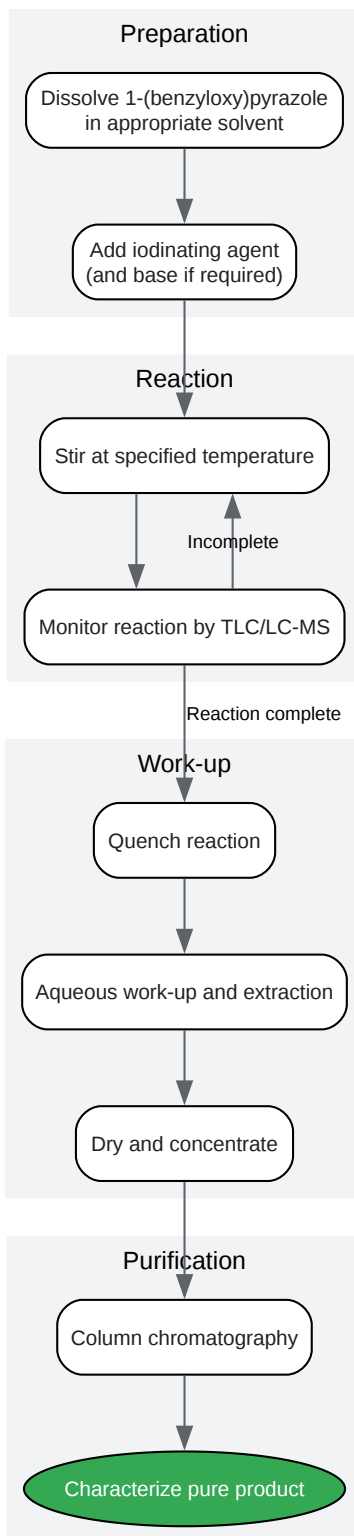 Preparation
Dissolve 1-(benzyloxy)pyrazole
in appropriate solvent
Add iodinating agent
(and base if required)
Reaction
Stir at specified temperature
Incomplete
Monitor reaction by TLC/LC-MS
Reaction complete
Work-up
Quench reaction
Aqueous work-up and extraction
Dry and concentrate
Purification
Column chromatography
Characterize pure product